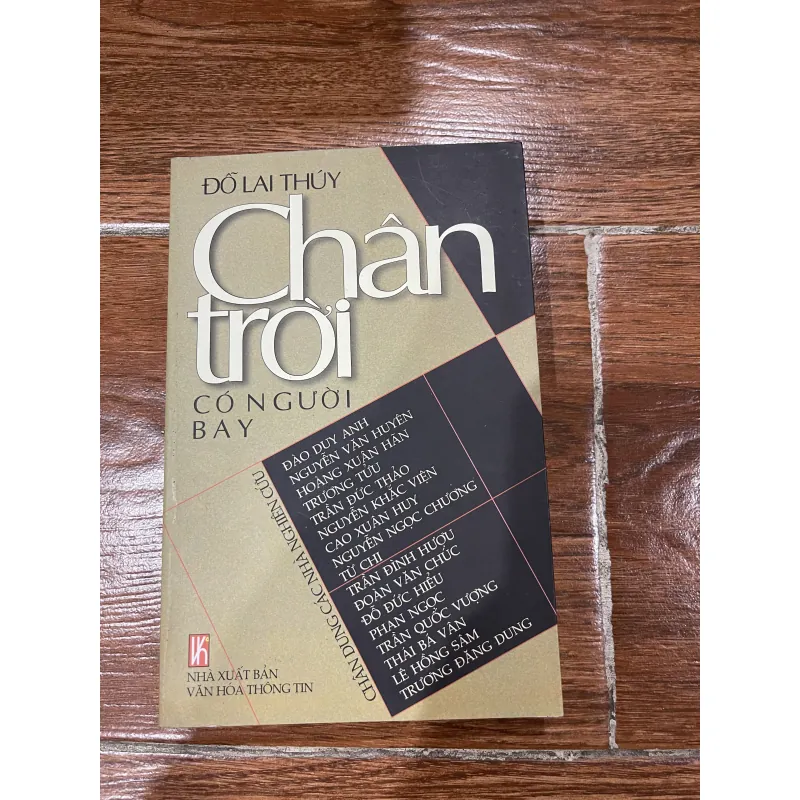 ĐỖ LAI THÚY
Chân
trời
CÓ NGƯỜI
BAY
CHÂN DUNG CÁC NHÀ NGHIÊN CỨU
ĐÀO DUY ANH
NGUYỄN VĂN HUYÊN
HOÀNG XUÂN HÃN
TRƯƠNG TỬU
TRẦN ĐỨC THẢO
NGUYỄN KHẮC VIỆN
CAO XUÂN HUY
NGUYỄN NGỌC CHƯƠNG
TỪ CHI
TRẦN ĐÌNH HƯỢU
ĐOÀN VĂN CHÚC
ĐỖ ĐỨC HIỂU
PHAN NGỌC
TRẦN QUỐC VƯỢNG
THÁI BÁ VÂN
LÊ HỒNG SÂM
TRƯƠNG ĐĂNG DUNG
NHÀ XUẤT BẢN
VĂN HÓA THÔNG TIN